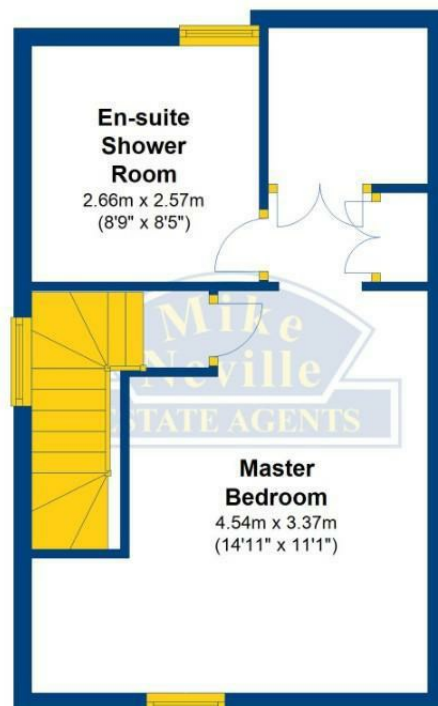 En-suite
Shower
Room
2.66m x 2.57m
(8'9" x 8'5")
Mike
Neville
ESTATE AGENTS
Master
Bedroom
4.54m x 3.37m
(14'11" x 11'1")